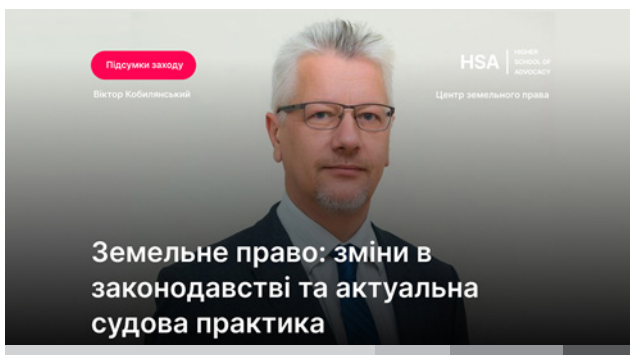 Підсумки заходу
HSA
HIGHER
SCHOOL OF
ADVOCACY
Віктор Кобилянський
Центр земельного права
Земельне право: зміни в
законодавстві та актуальна
судова практика